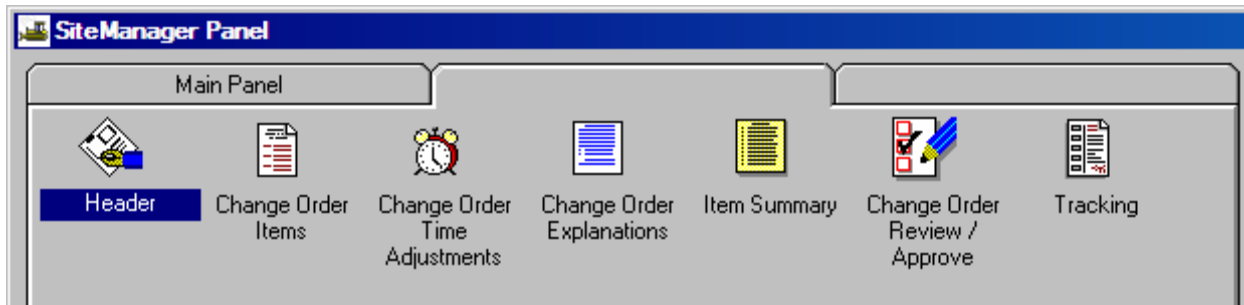 SiteManager Panel
Main Panel
Header
Change Order
Items
Change Order
Time
Adjustments
Change Order
Explanations
Item Summary
Change Order
Review /
Approve
Tracking